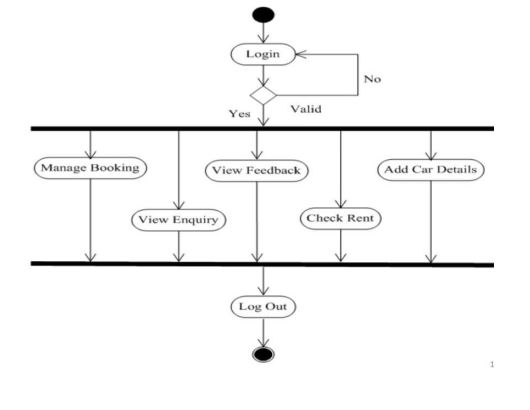 Login
No
Yes
Valid
Manage Booking
View Feedback
Add Car Details
View Enquiry
Check Rent
Log Out
1